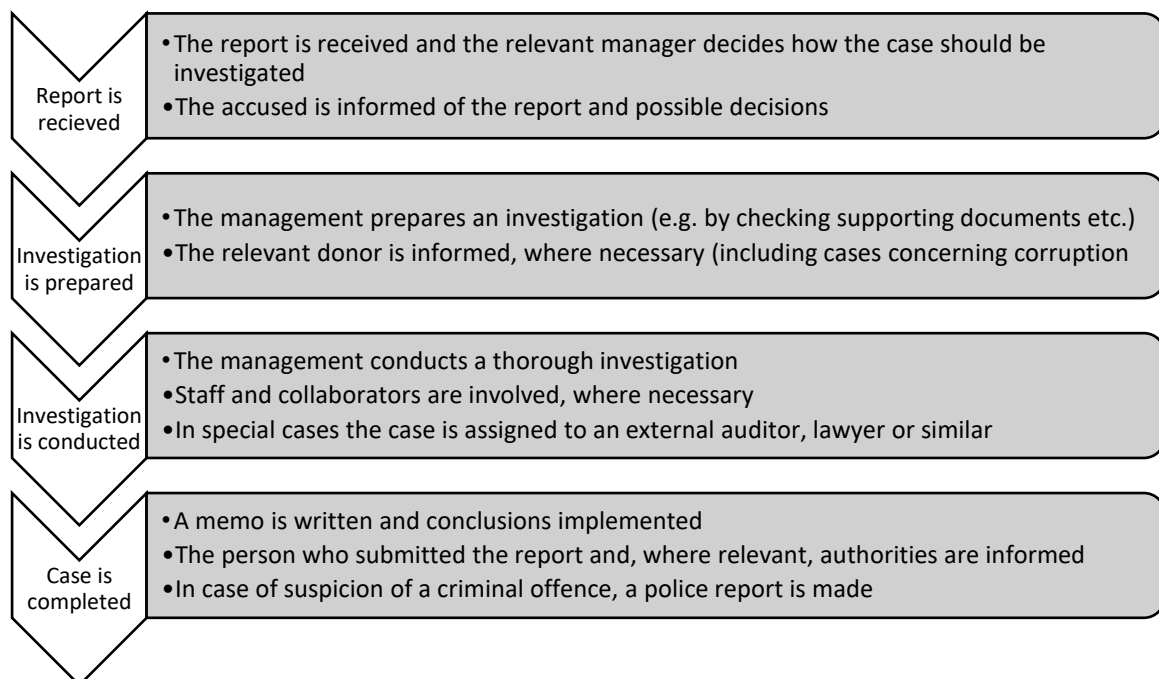 Report is
recieved
•The report is received and the relevant manager decides how the case should be
investigated
•The accused is informed of the report and possible decisions
Investigation
is prepared
•The management prepares an investigation (e.g. by checking supporting documents etc.)
•The relevant donor is informed, where necessary (including cases concerning corruption
Investigation
is conducted
•The management conducts a thorough investigation
•Staff and collaborators are involved, where necessary
•In special cases the case is assigned to an external auditor, lawyer or similar
Case is
completed
•A memo is written and conclusions implemented
•The person who submitted the report and, where relevant, authorities are informed
•In case of suspicion of a criminal offence, a police report is made